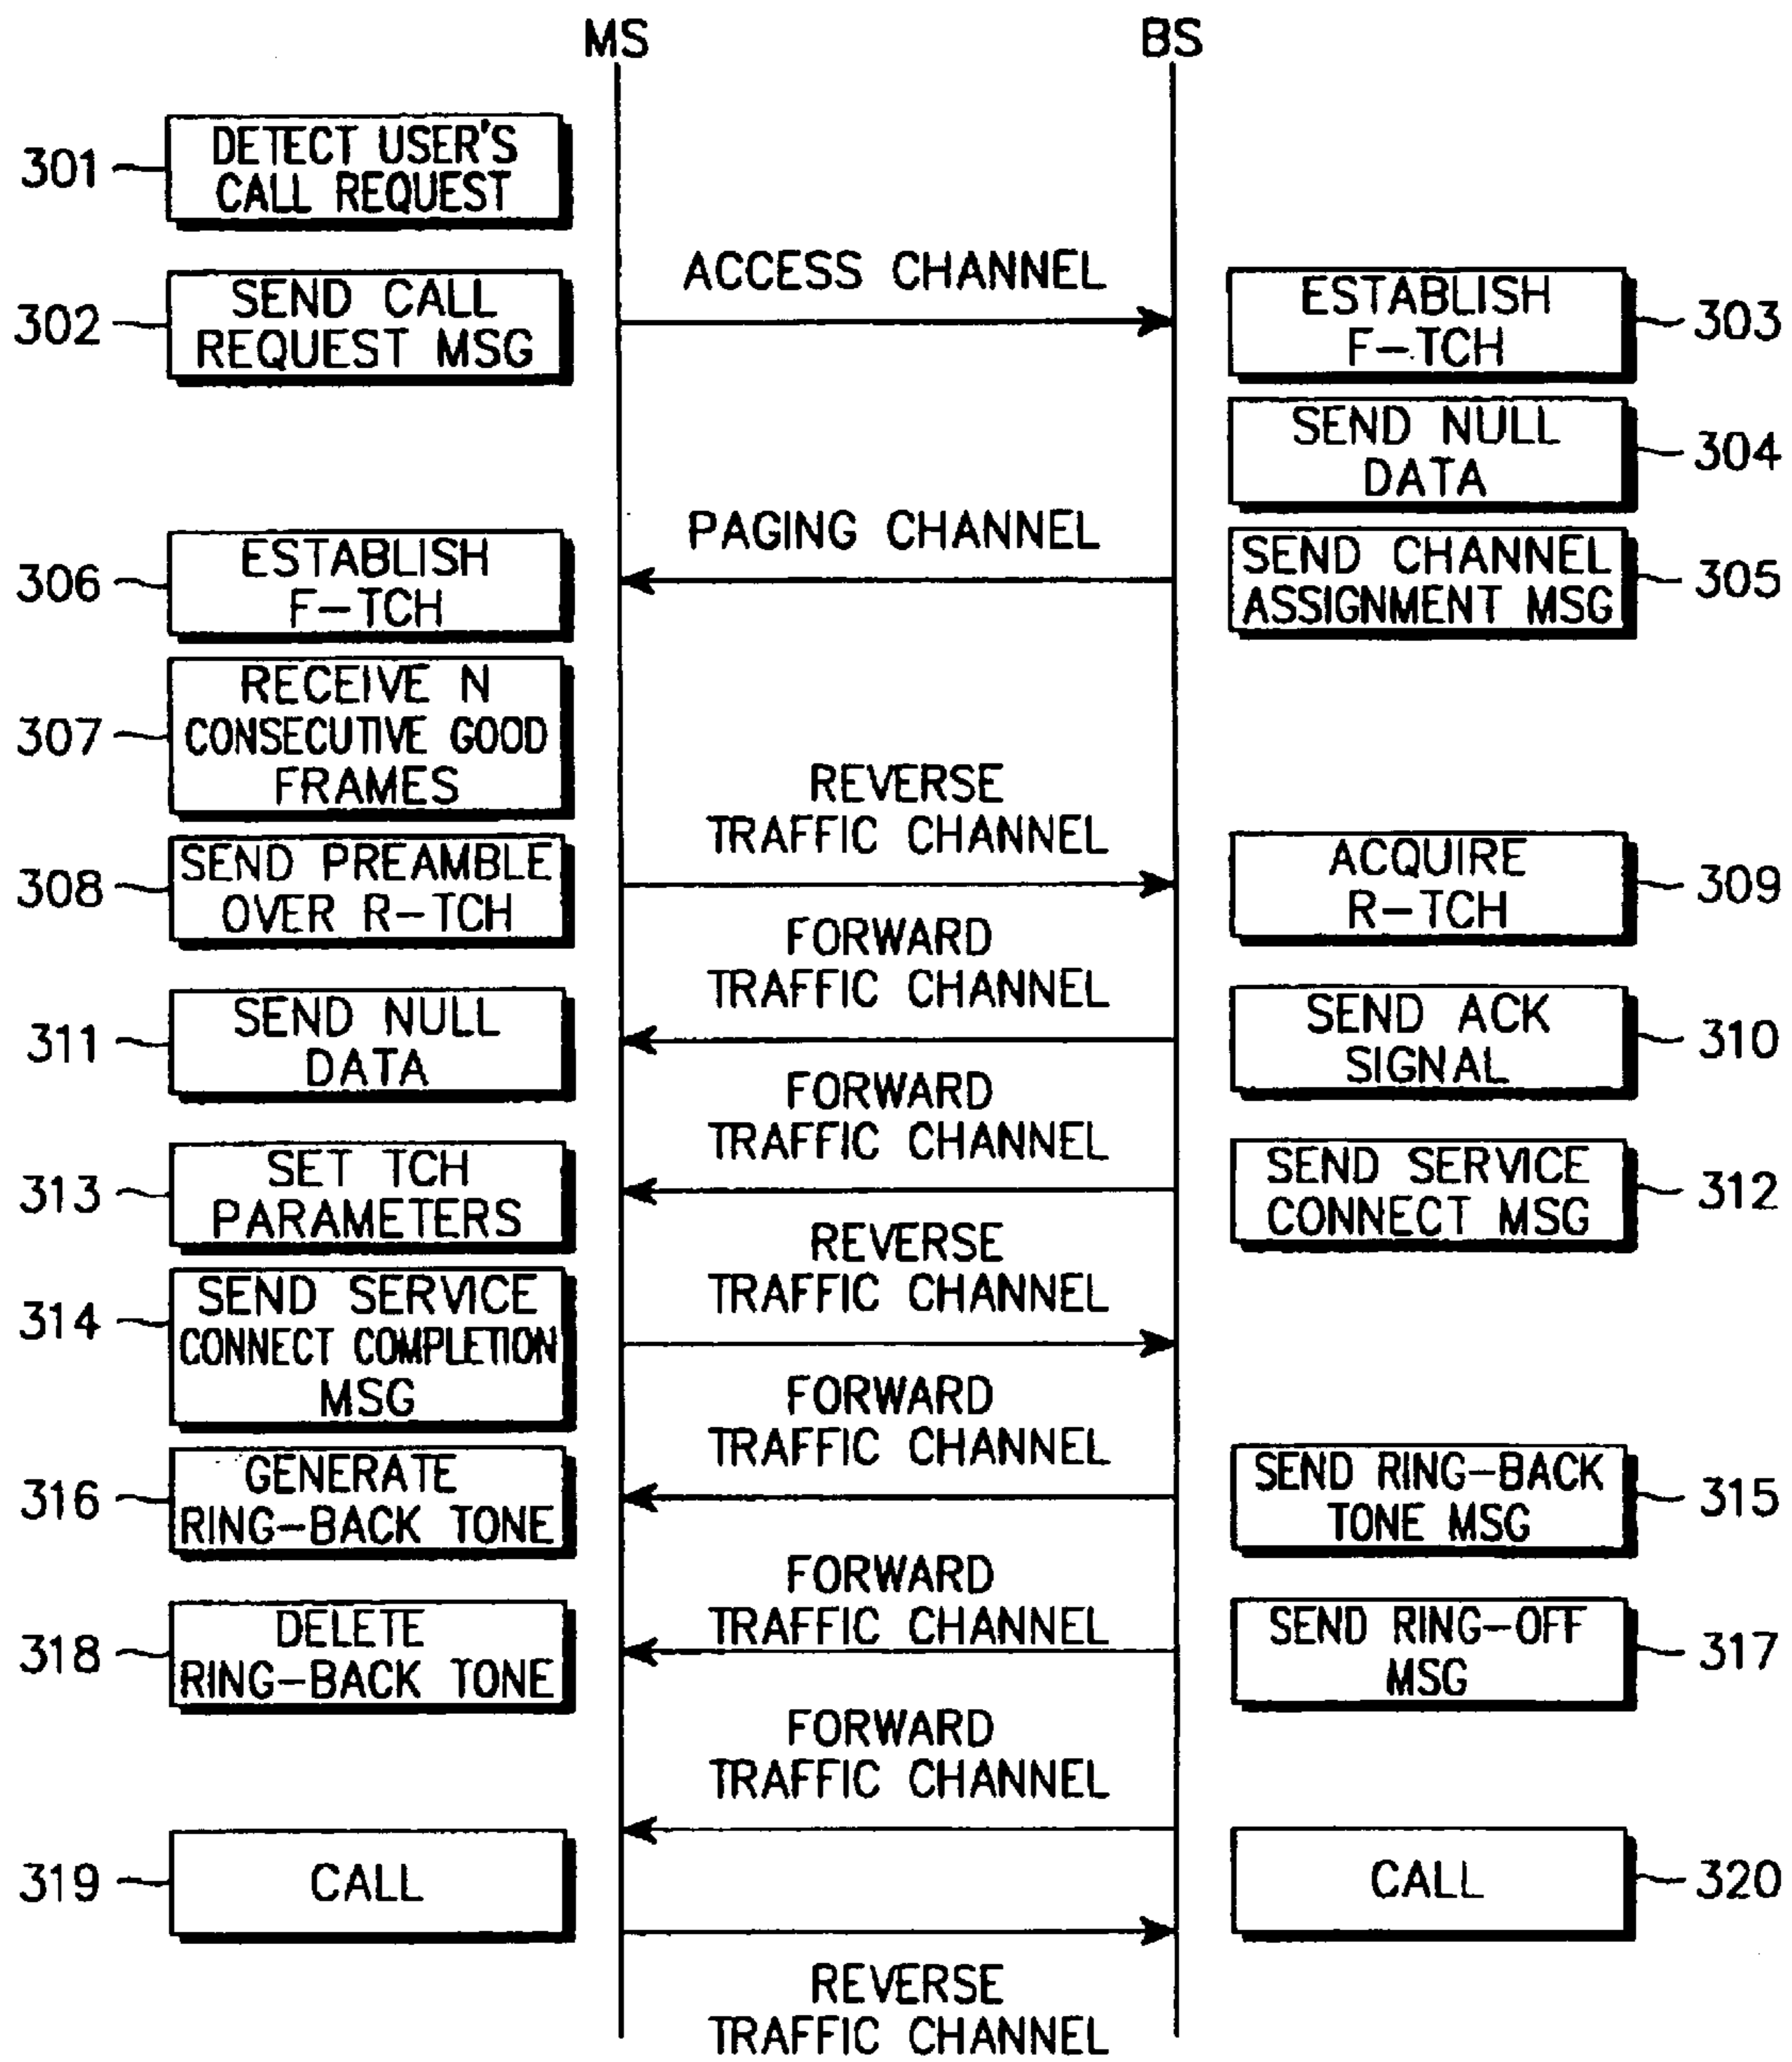 MS
BS
301
DETECT USER'S
CALL REQUEST
ACCESS CHANNEL
302
SEND CALL
REQUEST MSG
ESTABLISH
F-TCH
303
SEND NULL
DATA
304
PAGING CHANNEL
306
ESTABLISH
F-TCH
SEND CHANNEL
ASSIGNMENT MSG
305
307
RECEIVE N
CONSECUTIVE GOOD
FRAMES
REVERSE
TRAFFIC CHANNEL
308
SEND PREAMBLE
OVER R-TCH
ACQUIRE
R-TCH
309
FORWARD
TRAFFIC CHANNEL
311
SEND NULL
DATA
SEND ACK
SIGNAL
310
FORWARD
TRAFFIC CHANNEL
313
SET TCH
PARAMETERS
SEND SERVICE
CONNECT MSG
312
REVERSE
TRAFFIC CHANNEL
314
SEND SERVICE
CONNECT COMPLETION
MSG
FORWARD
TRAFFIC CHANNEL
316
GENERATE
RING-BACK TONE
SEND RING-BACK
TONE MSG
315
FORWARD
TRAFFIC CHANNEL
318
DELETE
RING-BACK TONE
SEND RING-OFF
MSG
317
FORWARD
TRAFFIC CHANNEL
319
CALL
CALL
320
REVERSE
TRAFFIC CHANNEL